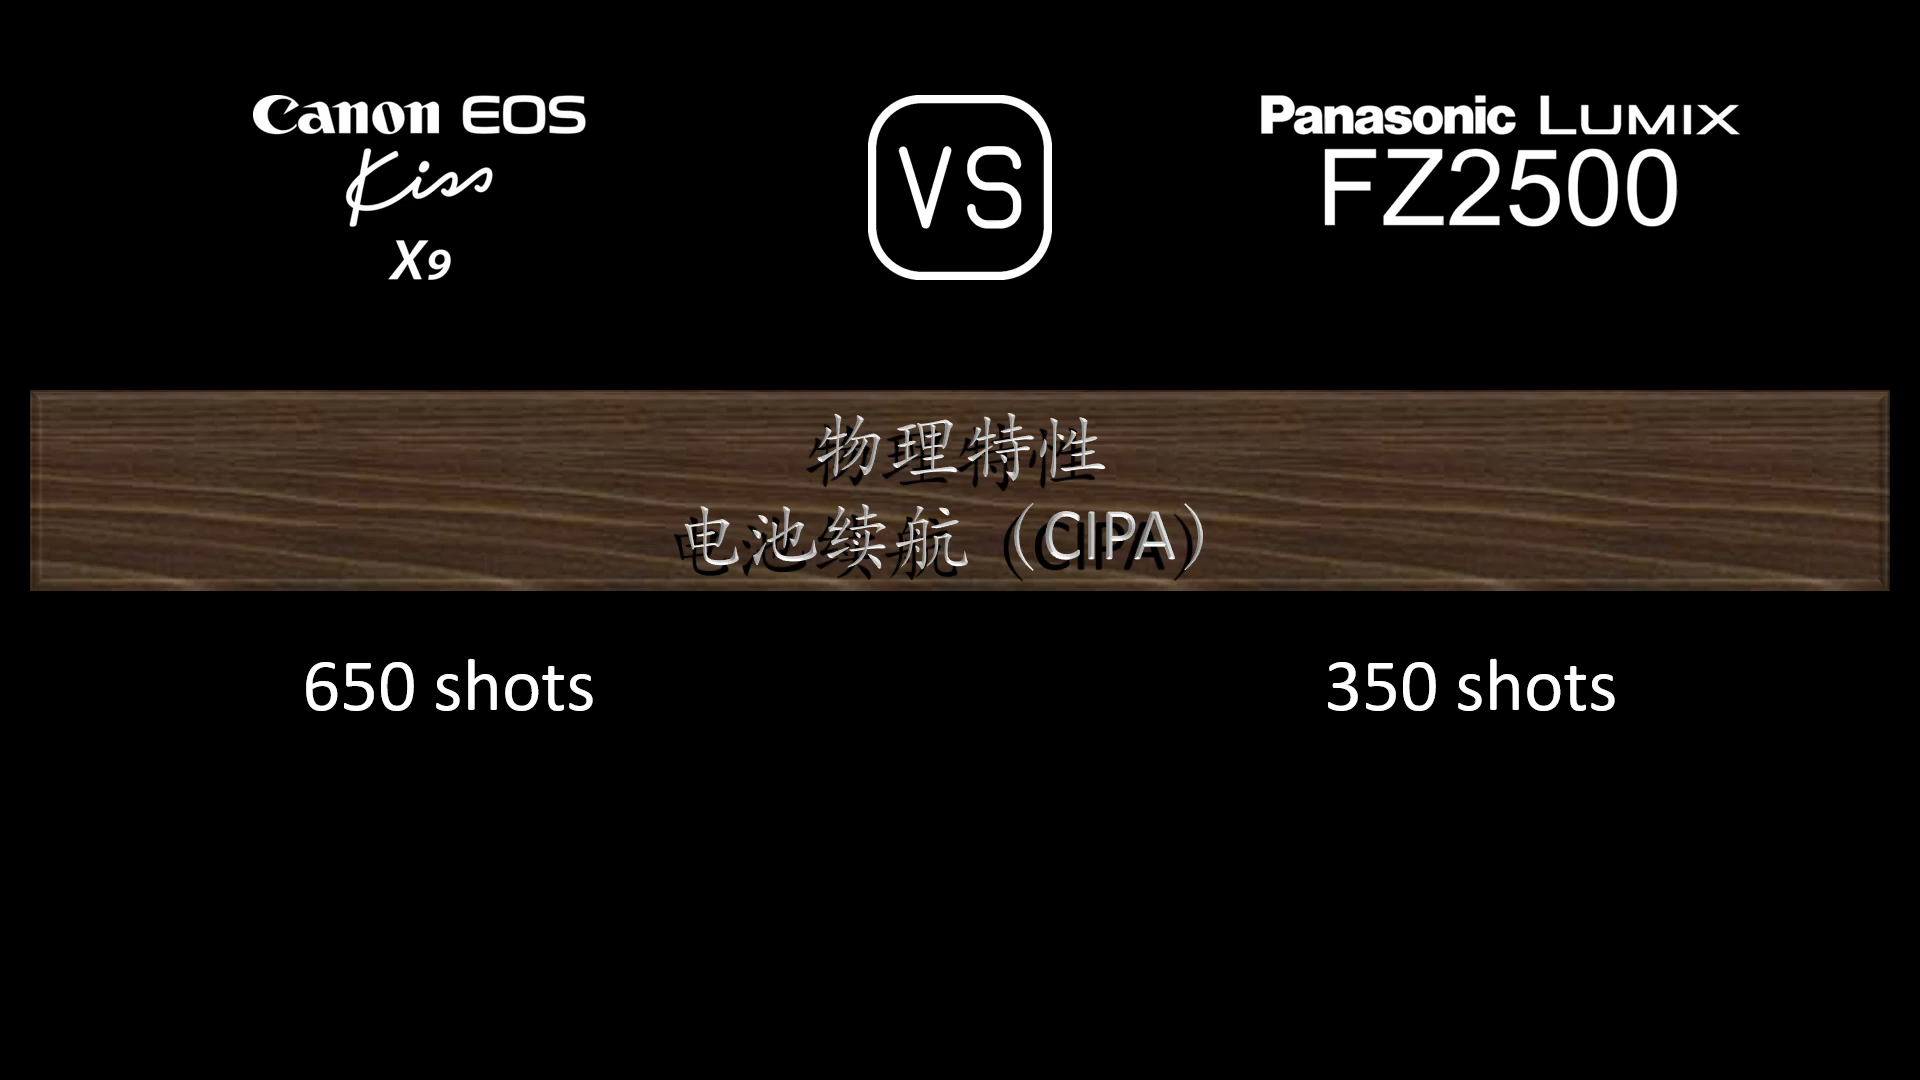 Canon EOS
Kiss
X9
VS
Panasonic LUMIX
FZ2500
物理特性
电池续航（CIPA）
650 shots
350 shots